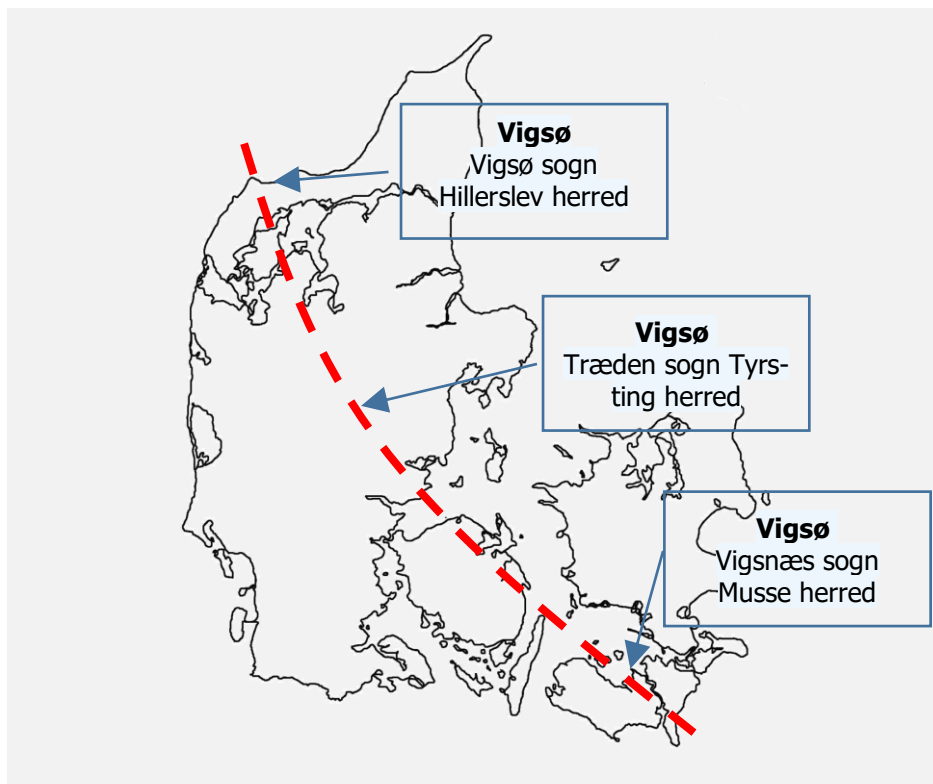 Vigsø
Vigsø sogn
Hillerslev herred
Vigsø
Træden sogn Tyrs-
ting herred
Vigsø
Vigsnæs sogn
Musse herred